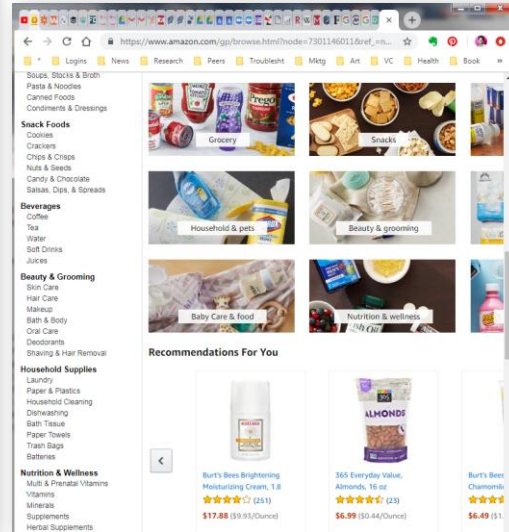 https://www.amazon.com/gp/browse.html?node=7301146011&ref_=n...
Logins
News
Research
Peers
Troublesht
Mktg
Art
VC
Health
Book
Soups, Stocks & Broth
Pasta & Noodles
Canned Foods
Condiments & Dressings
Snack Foods
Cookies
Crackers
Chips & Crisps
Nuts & Seeds
Candy & Chocolate
Salsas, Dips, & Spreads
Beverages
Coffee
Tea
Water
Soft Drinks
Juices
Beauty & Grooming
Skin Care
Hair Care
Makeup
Bath & Body
Oral Care
Deodorants
Shaving & Hair Removal
Household Supplies
Laundry
Paper & Plastics
Household Cleaning
Dishwashing
Bath Tissue
Paper Towels
Trash Bags
Batteries
Nutrition & Wellness
Multi & Prenatal Vitamins
Vitamins
Minerals
Supplements
Herbal Supplements
Prego
Grocery
Snacks
Household & pets
Beauty & grooming
Baby Care & food
Nutrition & wellness
Recommendations For You
365
ALMONDS
Burt's Bees Brightening
Moisturizing Cream, 1.8
(251)
$17.88 ($9.93/Ounce)
365 Everyday Value,
Almonds, 16 oz
(23)
$6.99 ($0.44/Ounce)
Burt's Bees
Chamomile
$6.49 ($1.